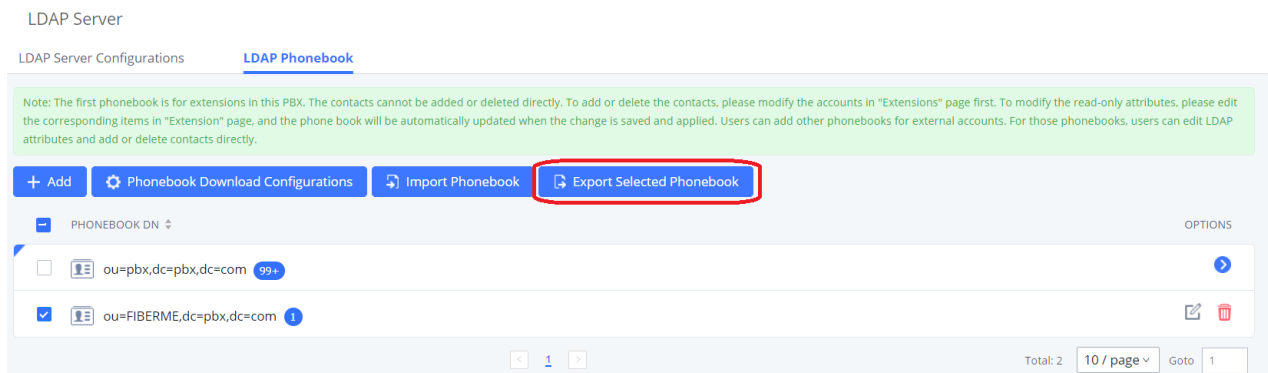 LDAP Server
LDAP Server Configurations LDAP Phonebook
Note: The first phonebook is for extensions in this PBX. The contacts cannot be added or deleted directly. To add or delete the contacts, please modify the accounts in "Extensions" page first. To modify the read-only attributes, please edit
the corresponding items in "Extension" page, and the phone book will be automatically updated when the change is saved and applied. Users can add other phonebooks for external accounts. For those phonebooks, users can edit LDAP
attributes and add or delete contacts directly.
+ Add Phonebook Download Configurations Import Phonebook Export Selected Phonebook
PHONEBOOK DN OPTIONS
ou=pbx,dc=pbx,dc=com 99+
ou=FIBERME,dc=pbx,dc=com 1
< 1 > Total: 2 10 / page Goto 1